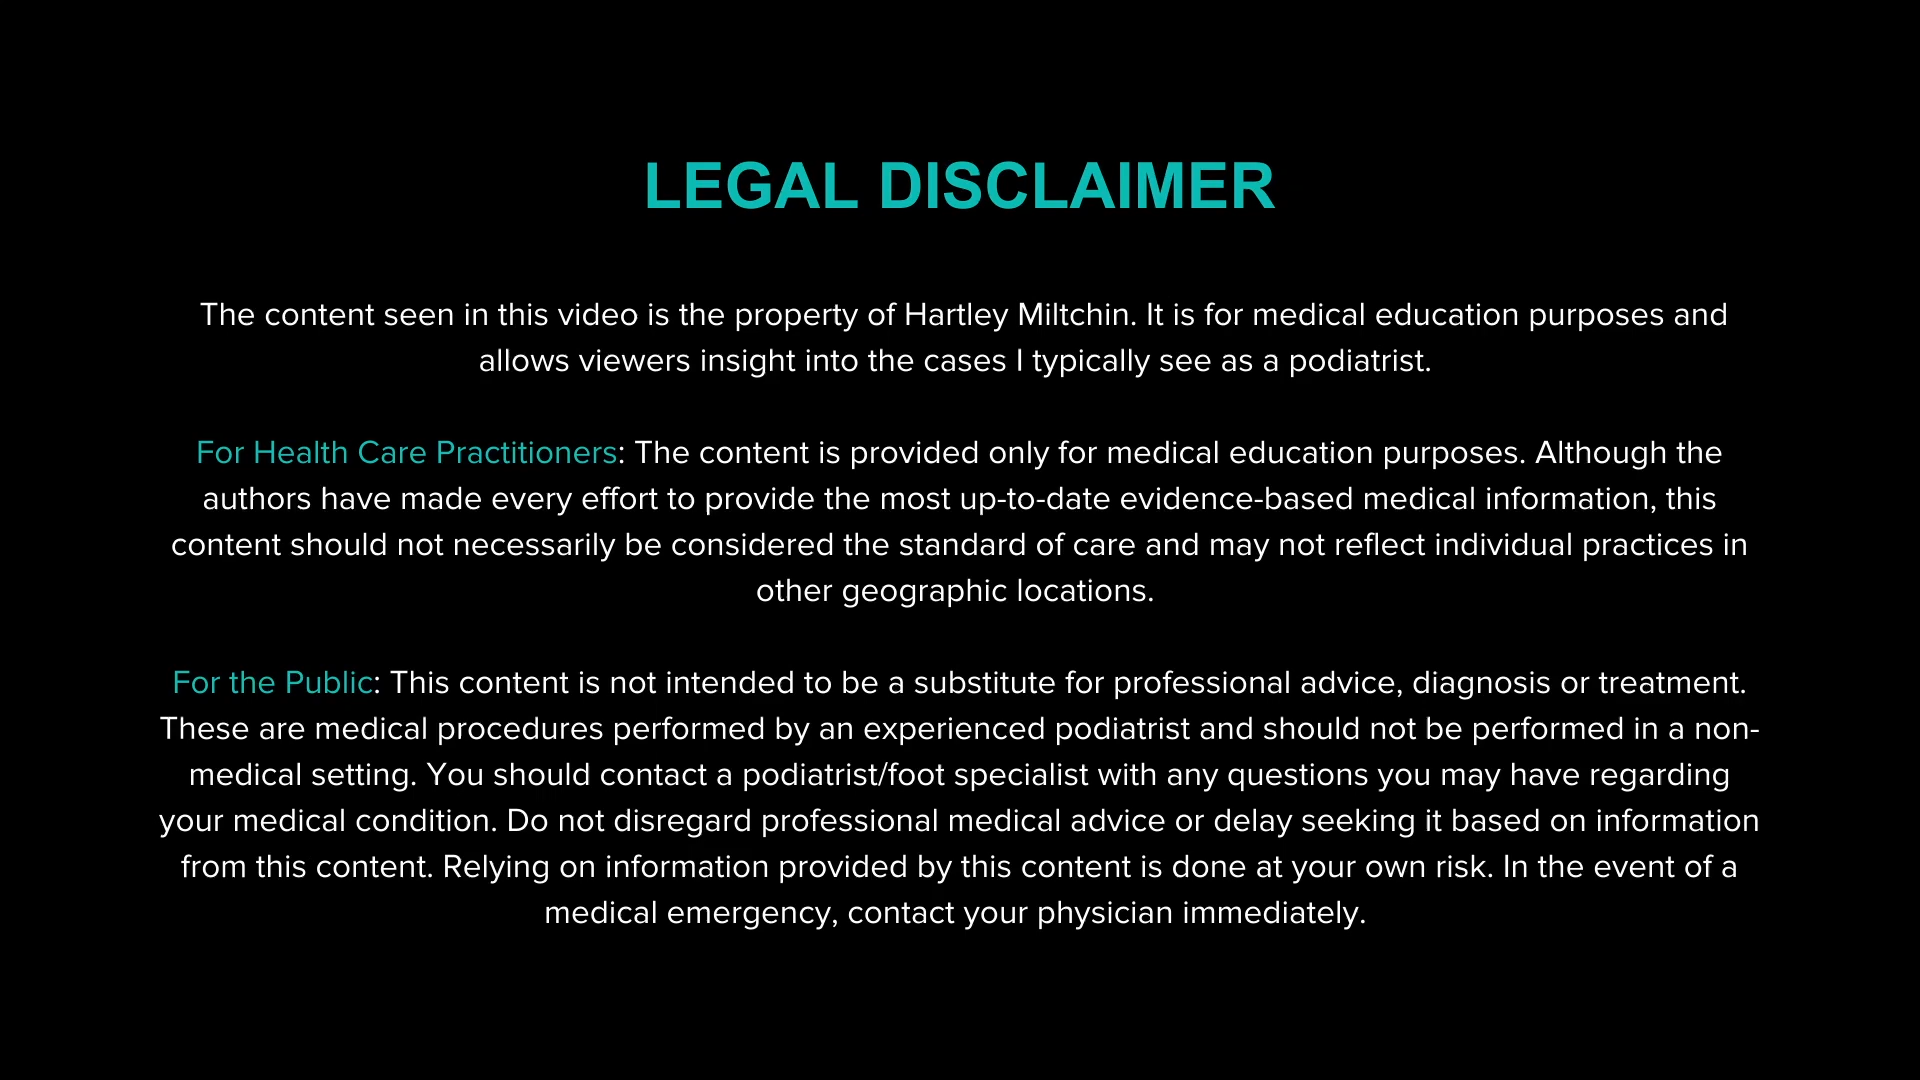 LEGAL DISCLAIMER
The content seen in this video is the property of Hartley Miltchin. It is for medical education purposes and
allows viewers insight into the cases I typically see as a podiatrist.
For Health Care Practitioners: The content is provided only for medical education purposes. Although the
authors have made every effort to provide the most up-to-date evidence-based medical information, this
content should not necessarily be considered the standard of care and may not reflect individual practices in
other geographic locations.
For the Public: This content is not intended to be a substitute for professional advice, diagnosis or treatment.
These are medical procedures performed by an experienced podiatrist and should not be performed in a non-
medical setting. You should contact a podiatrist/foot specialist with any questions you may have regarding
your medical condition. Do not disregard professional medical advice or delay seeking it based on information
from this content. Relying on information provided by this content is done at your own risk. In the event of a
medical emergency, contact your physician immediately.